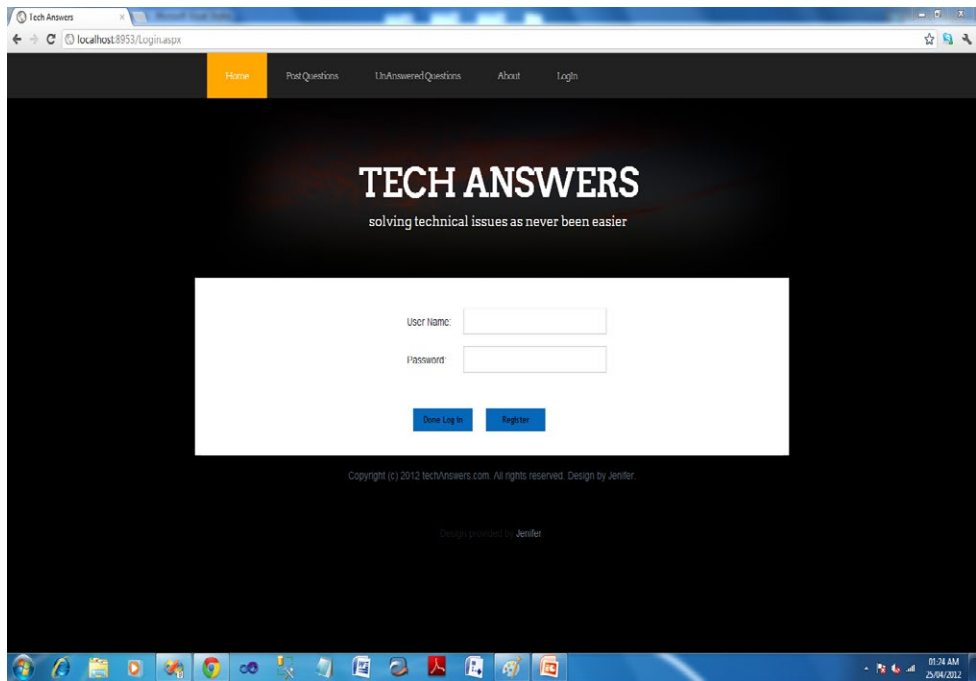 Tech Answers
localhost:8953/Login.aspx
Home Post Questions UnAnswered Questions About LogIn
TECH ANSWERS
solving technical issues as never been easier
User Name:
Password:
Done Log in Register
Copyright (c) 2012 techAnswers.com. All rights reserved. Design by Jenifer.
Design provided by Jenifer
01:24 AM
25/04/2012